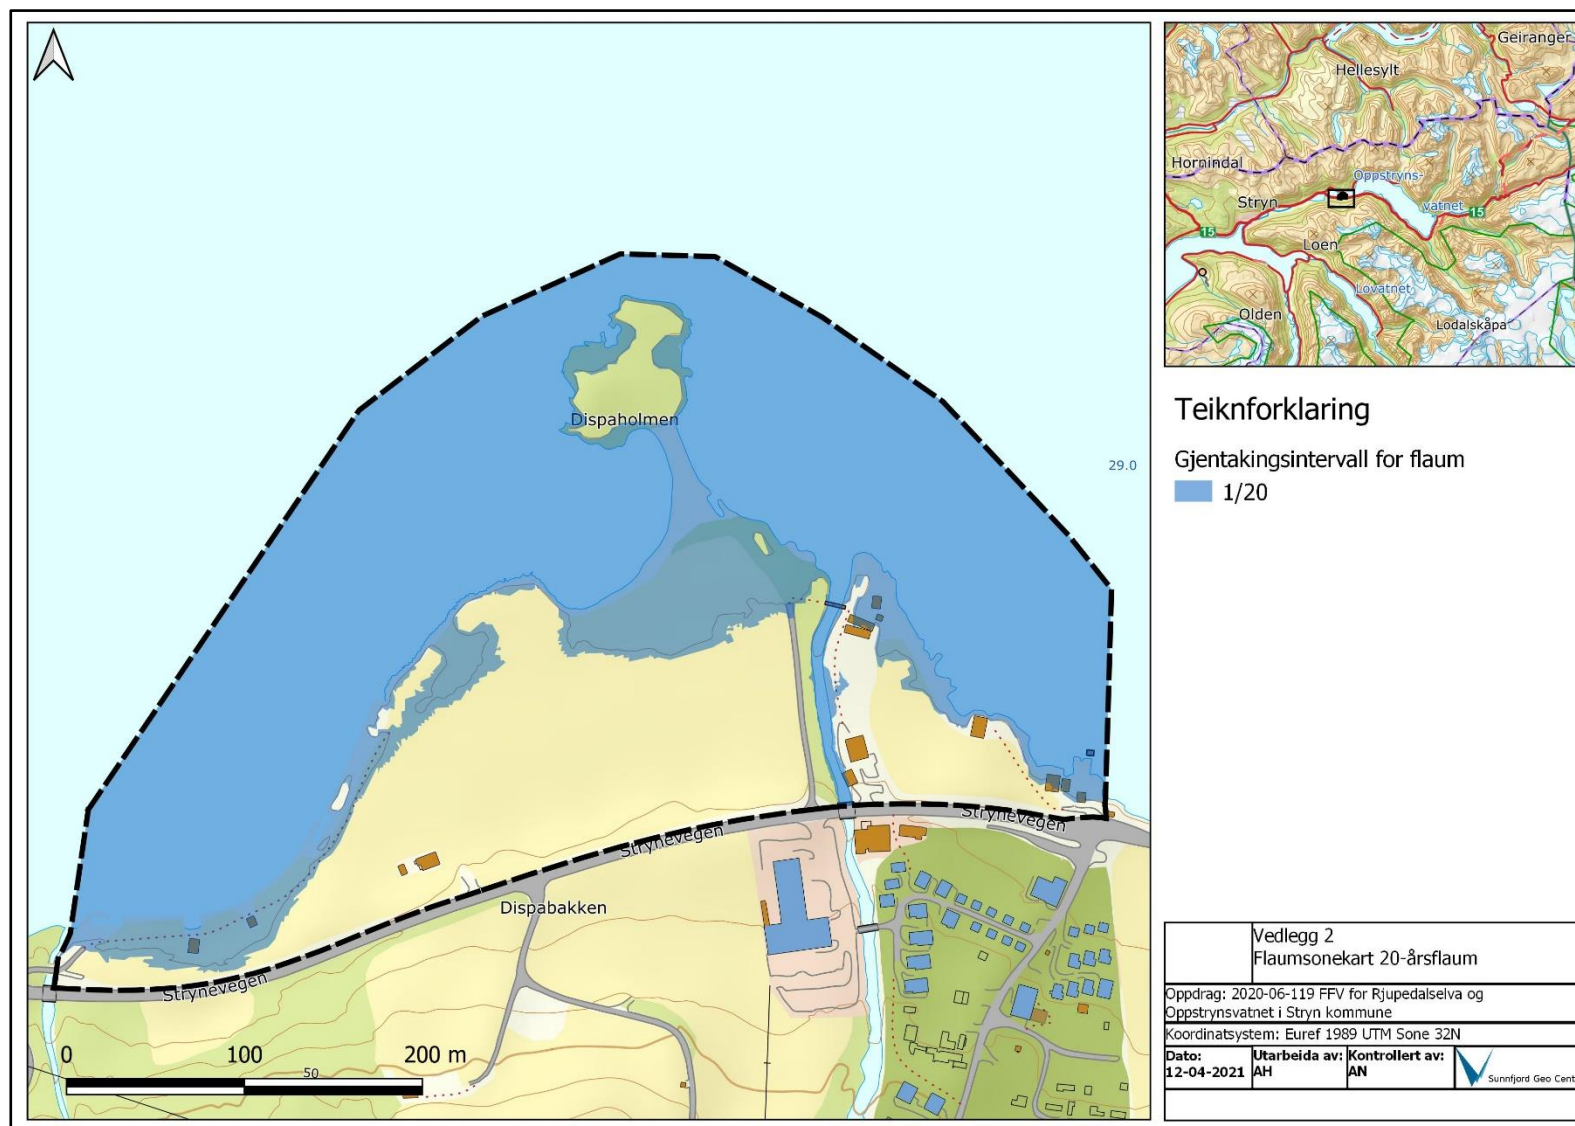 Dispaholmen
29.0
Strynevegen
Strynevegen
Dispabakken
Strynevegen
0 100 200 m
50
Geiranger
Hellesylt
Hornindal
Oppstryns-
Stryn
vatnet
15
15
Loen
Lovatnet
Olden
Lodalskåpa
Teiknforklaring
Gjentakingsintervall for flaum
1/20
Vedlegg 2
Flaumsonekart 20-årsflaum
Oppdrag: 2020-06-119 FFV for Rjupedalselva og
Oppstrynsvatnet i Stryn kommune
Koordinatsystem: Euref 1989 UTM Sone 32N
Dato: Utarbeida av: Kontrollert av:
12-04-2021 AH AN
Sunnfjord Geo Cent